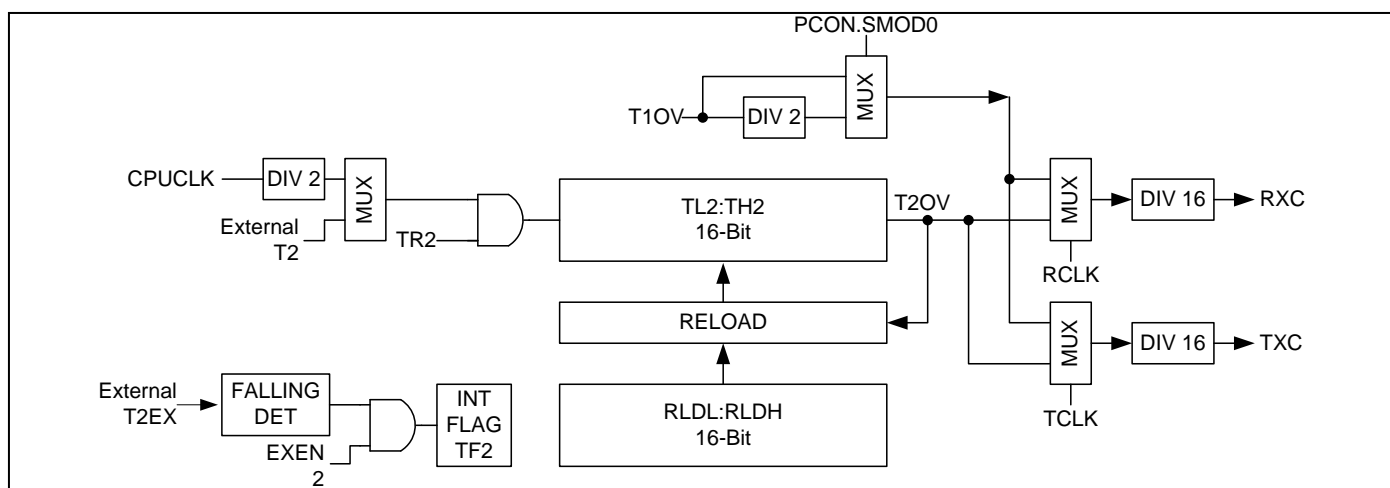 PCON.SMOD0
MUX
T1OV
DIV 2
CPUCLK
DIV 2
MUX
External
T2
TR2
TL2:TH2
16-Bit
T2OV
MUX
DIV 16
RXC
RCLK
RELOAD
MUX
DIV 16
TXC
TCLK
External
T2EX
FALLING
DET
EXEN
2
INT
FLAG
TF2
RLDL:RLDH
16-Bit